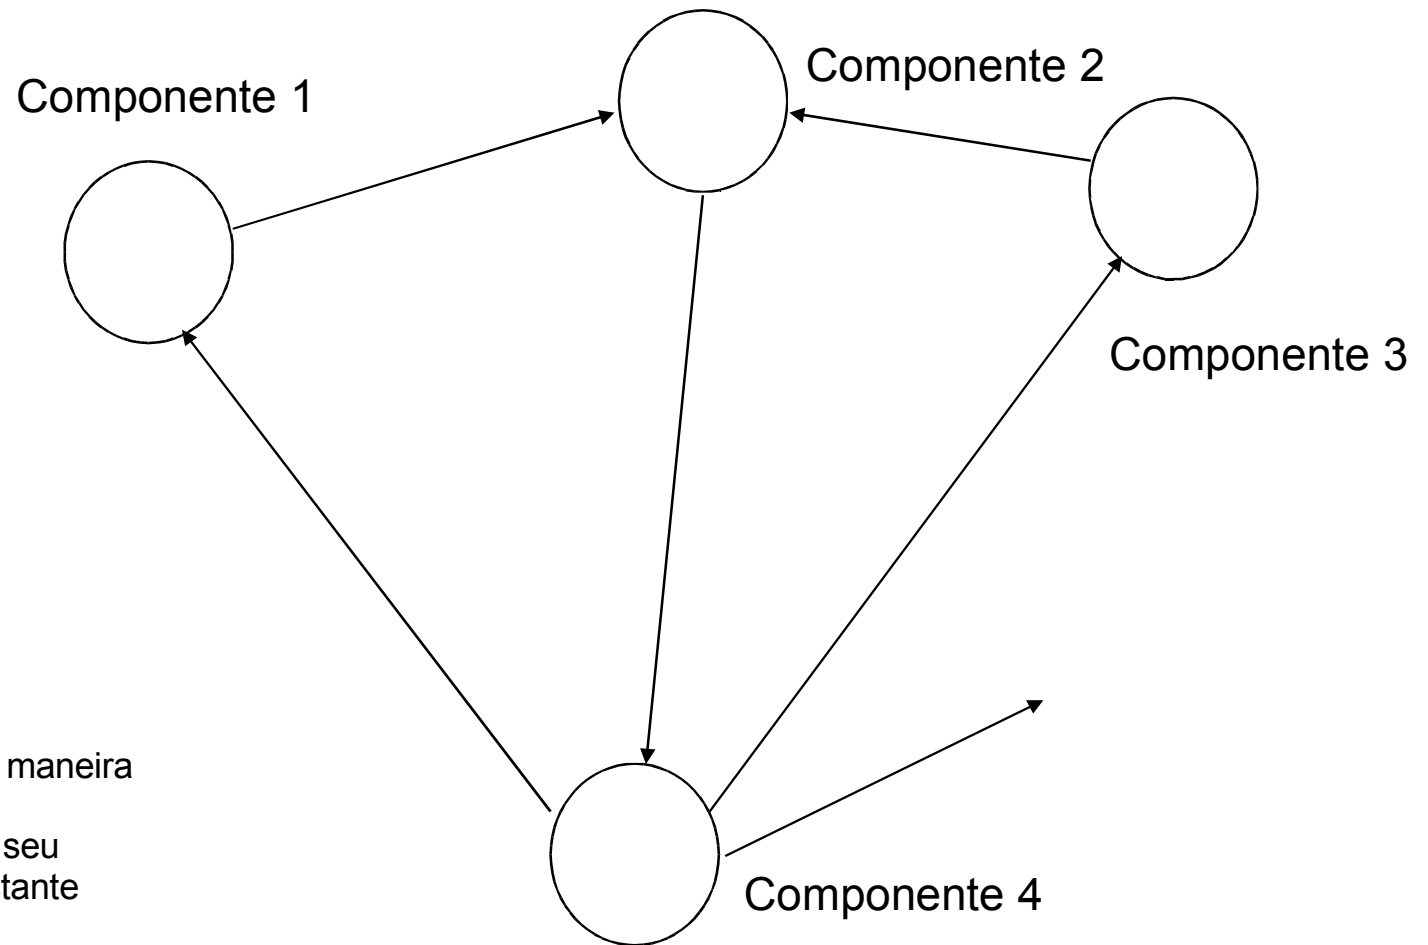 Componente 1
Componente 2
Componente 3
maneira
seu
tante
Componente 4